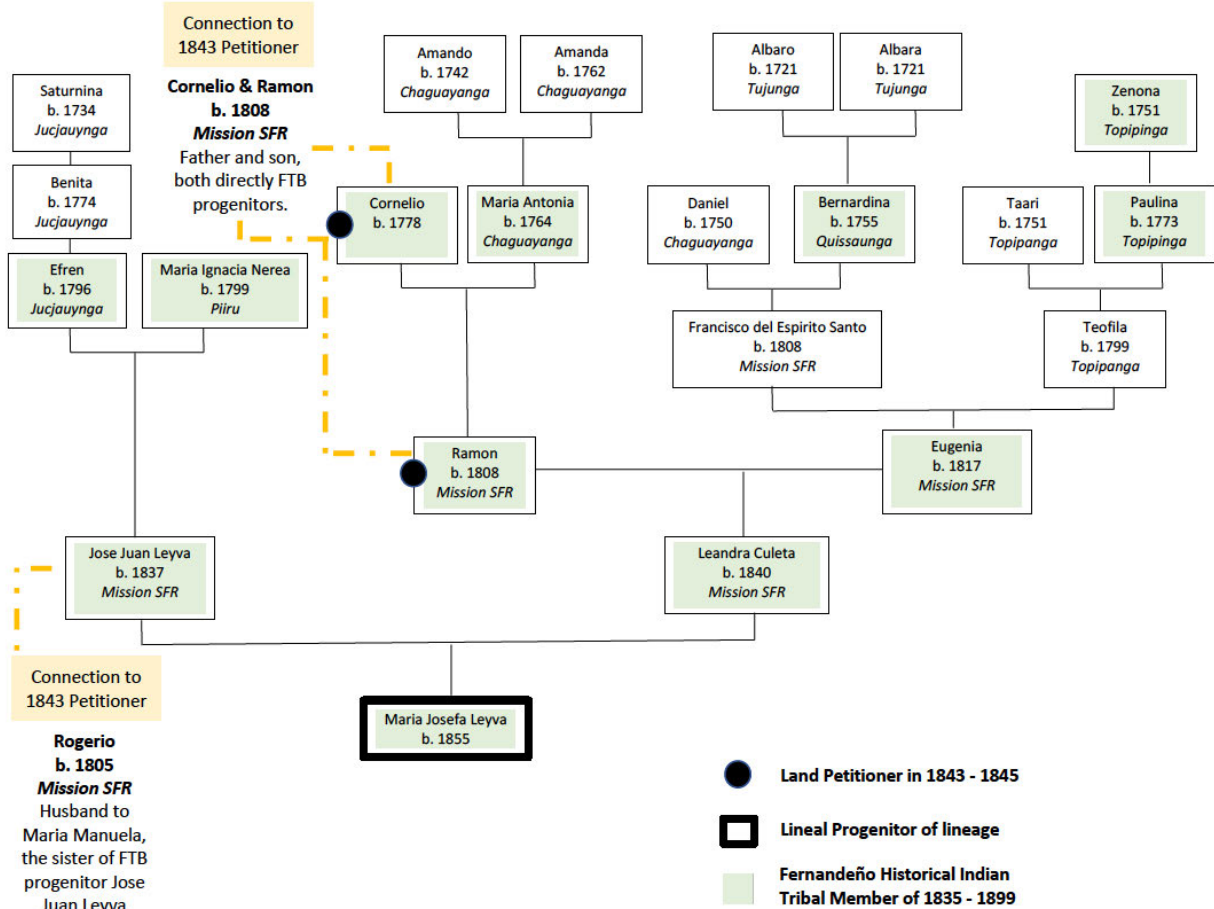 Connection to
1843 Petitioner
Cornelio & Ramon
b. 1808
Mission SFR
Father and son,
both directly FTB
progenitors.
Amando
b. 1742
Chaguayanga
Amanda
b. 1762
Chaguayanga
Albaro
b. 1721
Tujunga
Albara
b. 1721
Tujunga
Saturnina
b. 1734
Jucjauynga
Zenona
b. 1751
Topipinga
Benita
b. 1774
Jucjauynga
Cornelio
b. 1778
Maria Antonia
b. 1764
Chaguayanga
Daniel
b. 1750
Chaguayanga
Bernardina
b. 1755
Quissaunga
Taari
b. 1751
Topipanga
Paulina
b. 1773
Topipinga
Efren
b. 1796
Jucjauynga
Maria Ignacia Nerea
b. 1799
Piiru
Francisco del Espirito Santo
b. 1808
Mission SFR
Teofila
b. 1799
Topipanga
Ramon
b. 1808
Mission SFR
Eugenia
b. 1817
Mission SFR
Jose Juan Leyva
b. 1837
Mission SFR
Leandra Culeta
b. 1840
Mission SFR
Connection to
1843 Petitioner
Rogerio
b. 1805
Mission SFR
Husband to
Maria Manuela,
the sister of FTB
progenitor Jose
Juan Leyva
Maria Josefa Leyva
b. 1855
Land Petitioner in 1843 - 1845
Lineal Progenitor of lineage
Fernandeño Historical Indian
Tribal Member of 1835 - 1899